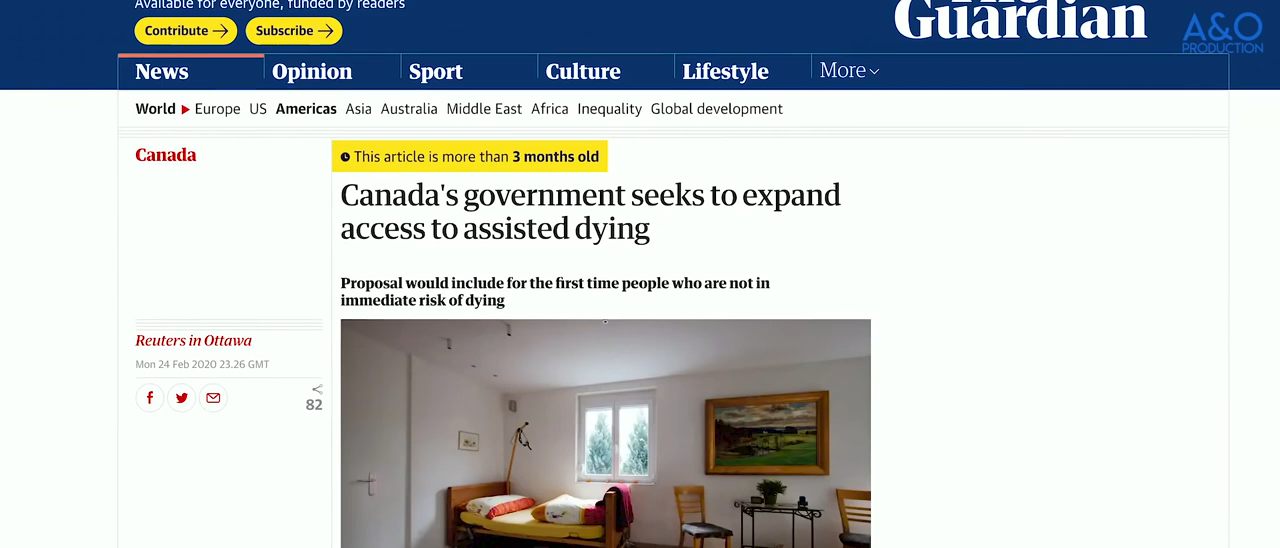 Available for everyone, funded by readers
Contribute → Subscribe →
The Guardian
A&O
PRODUCTION
News Opinion Sport Culture Lifestyle More
World Europe US Americas Asia Australia Middle East Africa Inequality Global development
Canada
This article is more than 3 months old
Canada's government seeks to expand
access to assisted dying
Proposal would include for the first time people who are not in
immediate risk of dying
Reuters in Ottawa
Mon 24 Feb 2020 23.26 GMT
82